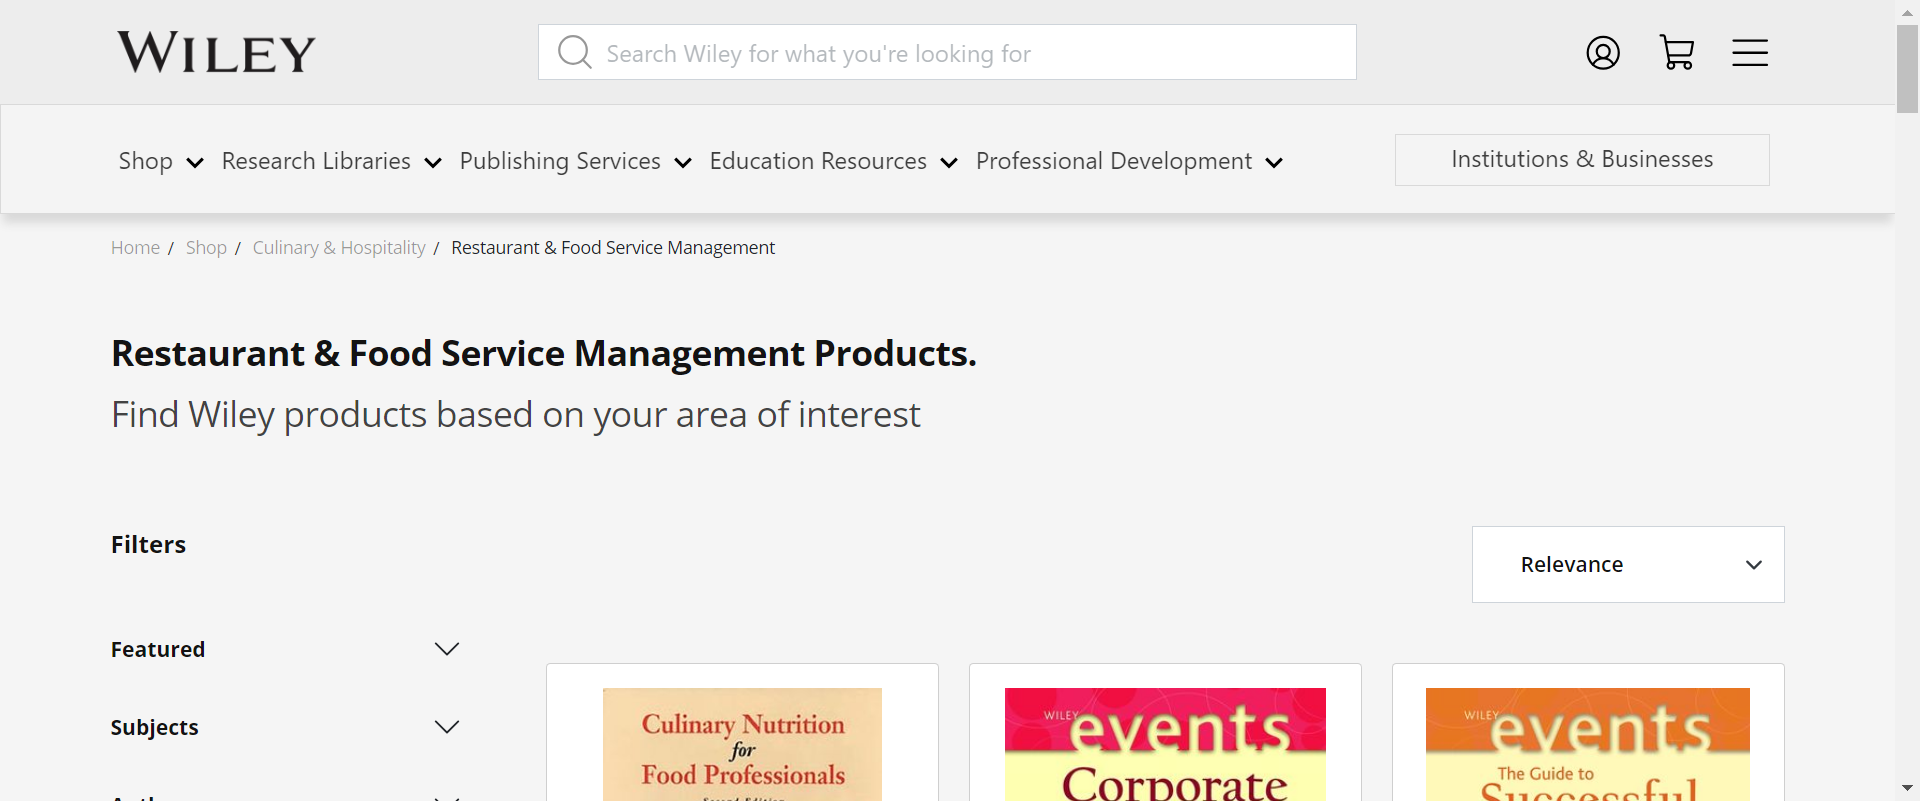 WILEY
Search Wiley for what you're looking for
Shop
Research Libraries
Publishing Services
Education Resources
Professional Development
Institutions & Businesses
Home / Shop / Culinary & Hospitality / Restaurant & Food Service Management
Restaurant & Food Service Management Products.
Find Wiley products based on your area of interest
Filters
Relevance
Featured
Subjects
Culinary Nutrition
for
Food Professionals
Second Edition
WILEY events
Corporate
WILEY events
The Guide to
Successful